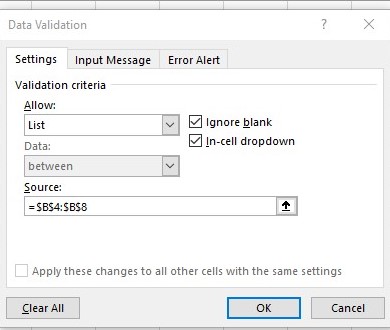 Data Validation ? ×
Settings Input Message Error Alert
Validation criteria
Allow:
List
Ignore blank
Data:
In-cell dropdown
between
Source:
=$B$4:$B$8
Apply these changes to all other cells with the same settings
Clear All OK Cancel